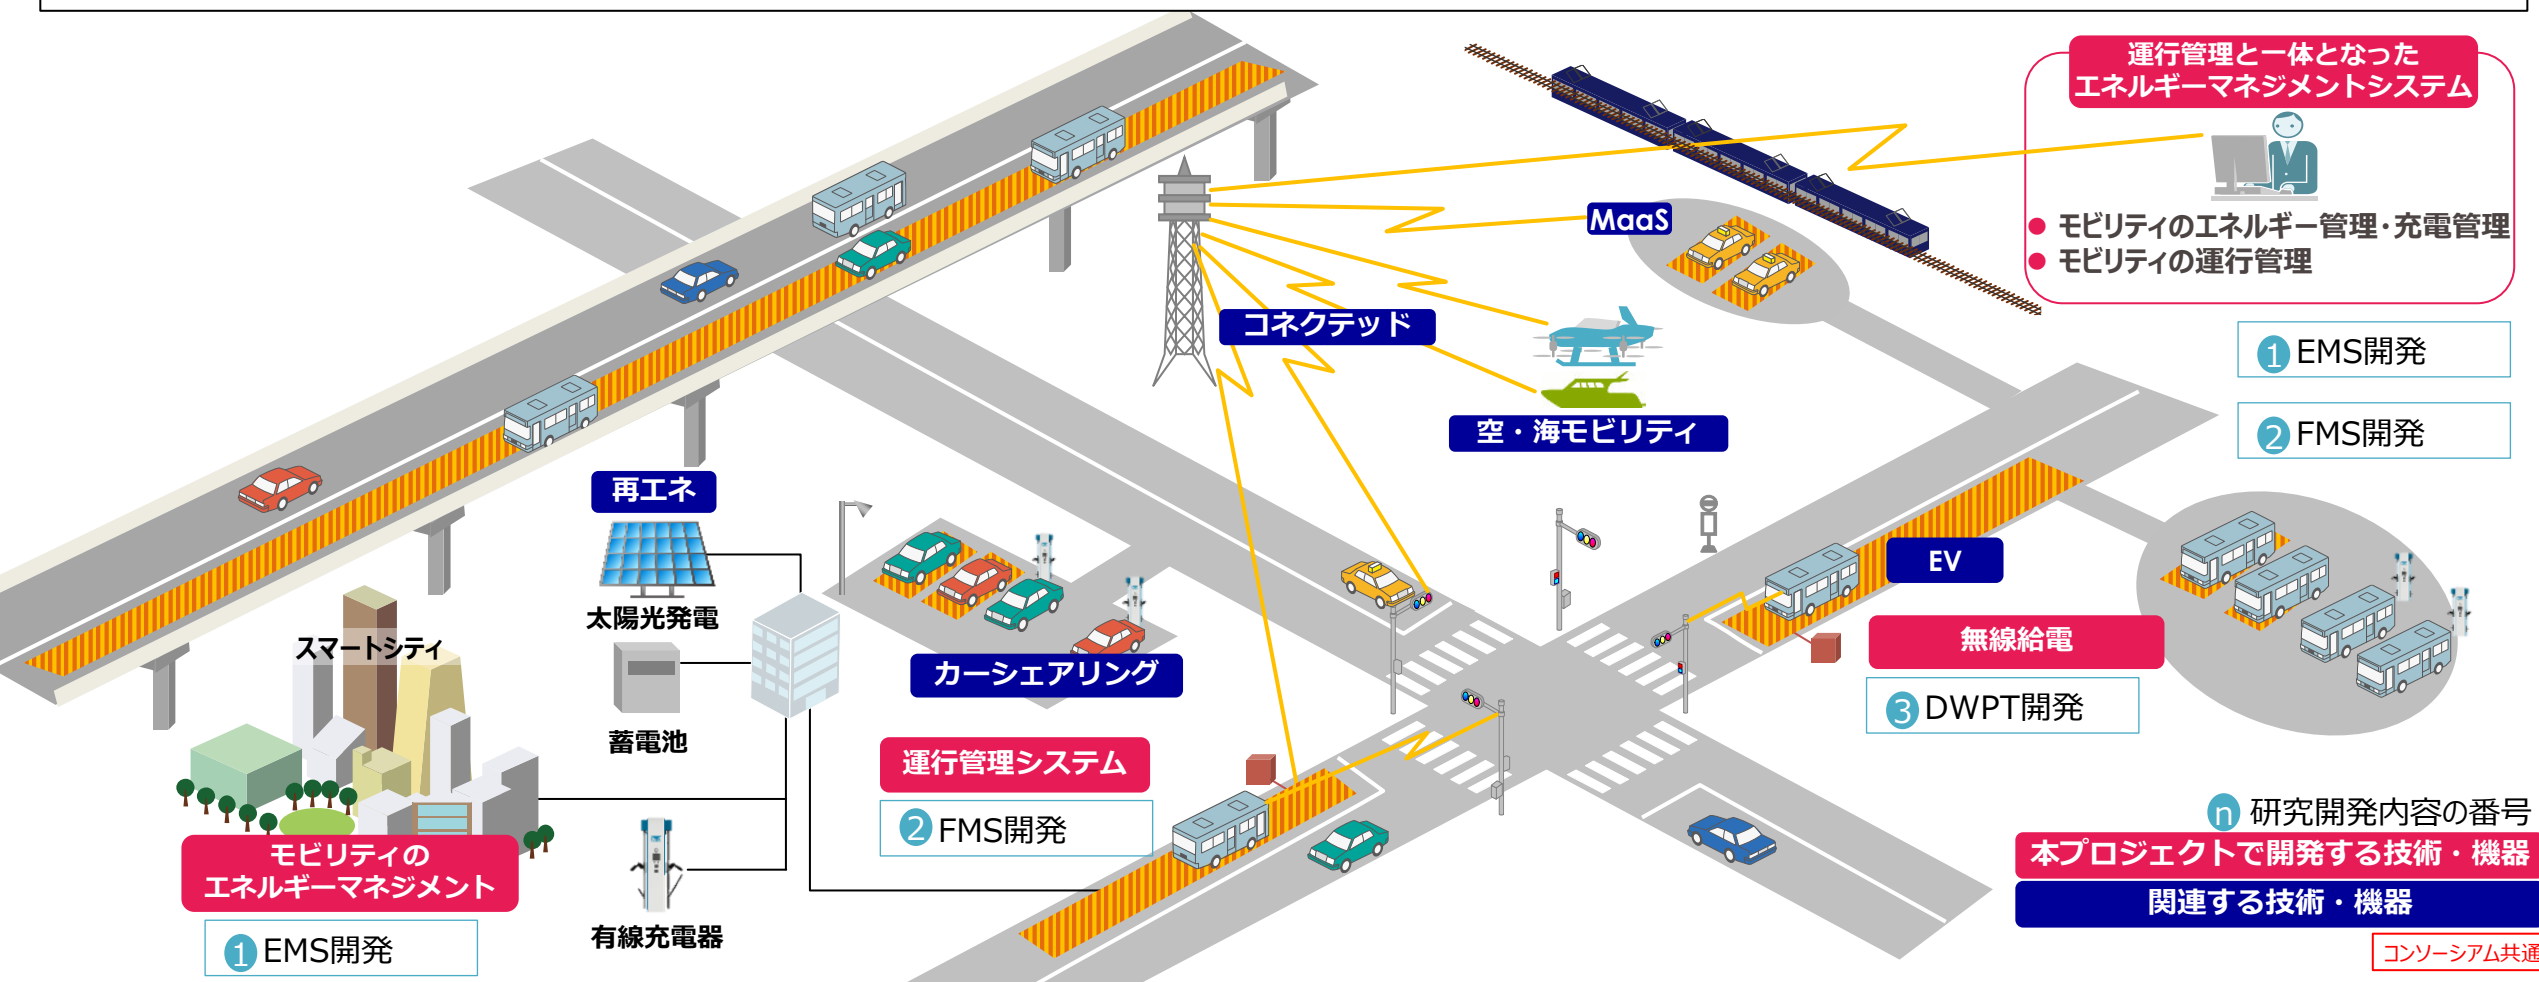 運行管理と一体となった
エネルギーマネジメントシステム
● モビリティのエネルギー管理・充電管理
● モビリティの運行管理
MaaS
コネクテッド
1 EMS開発
2 FMS開発
空・海モビリティ
再エネ
太陽光発電
EV
スマートシティ
無線給電
カーシェアリング
3 DWPT開発
蓄電池
運行管理システム
2 FMS開発
n 研究開発内容の番号
本プロジェクトで開発する技術・機器
関連する技術・機器
モビリティの
エネルギーマネジメント
有線充電器
1 EMS開発
コンソーシアム共通